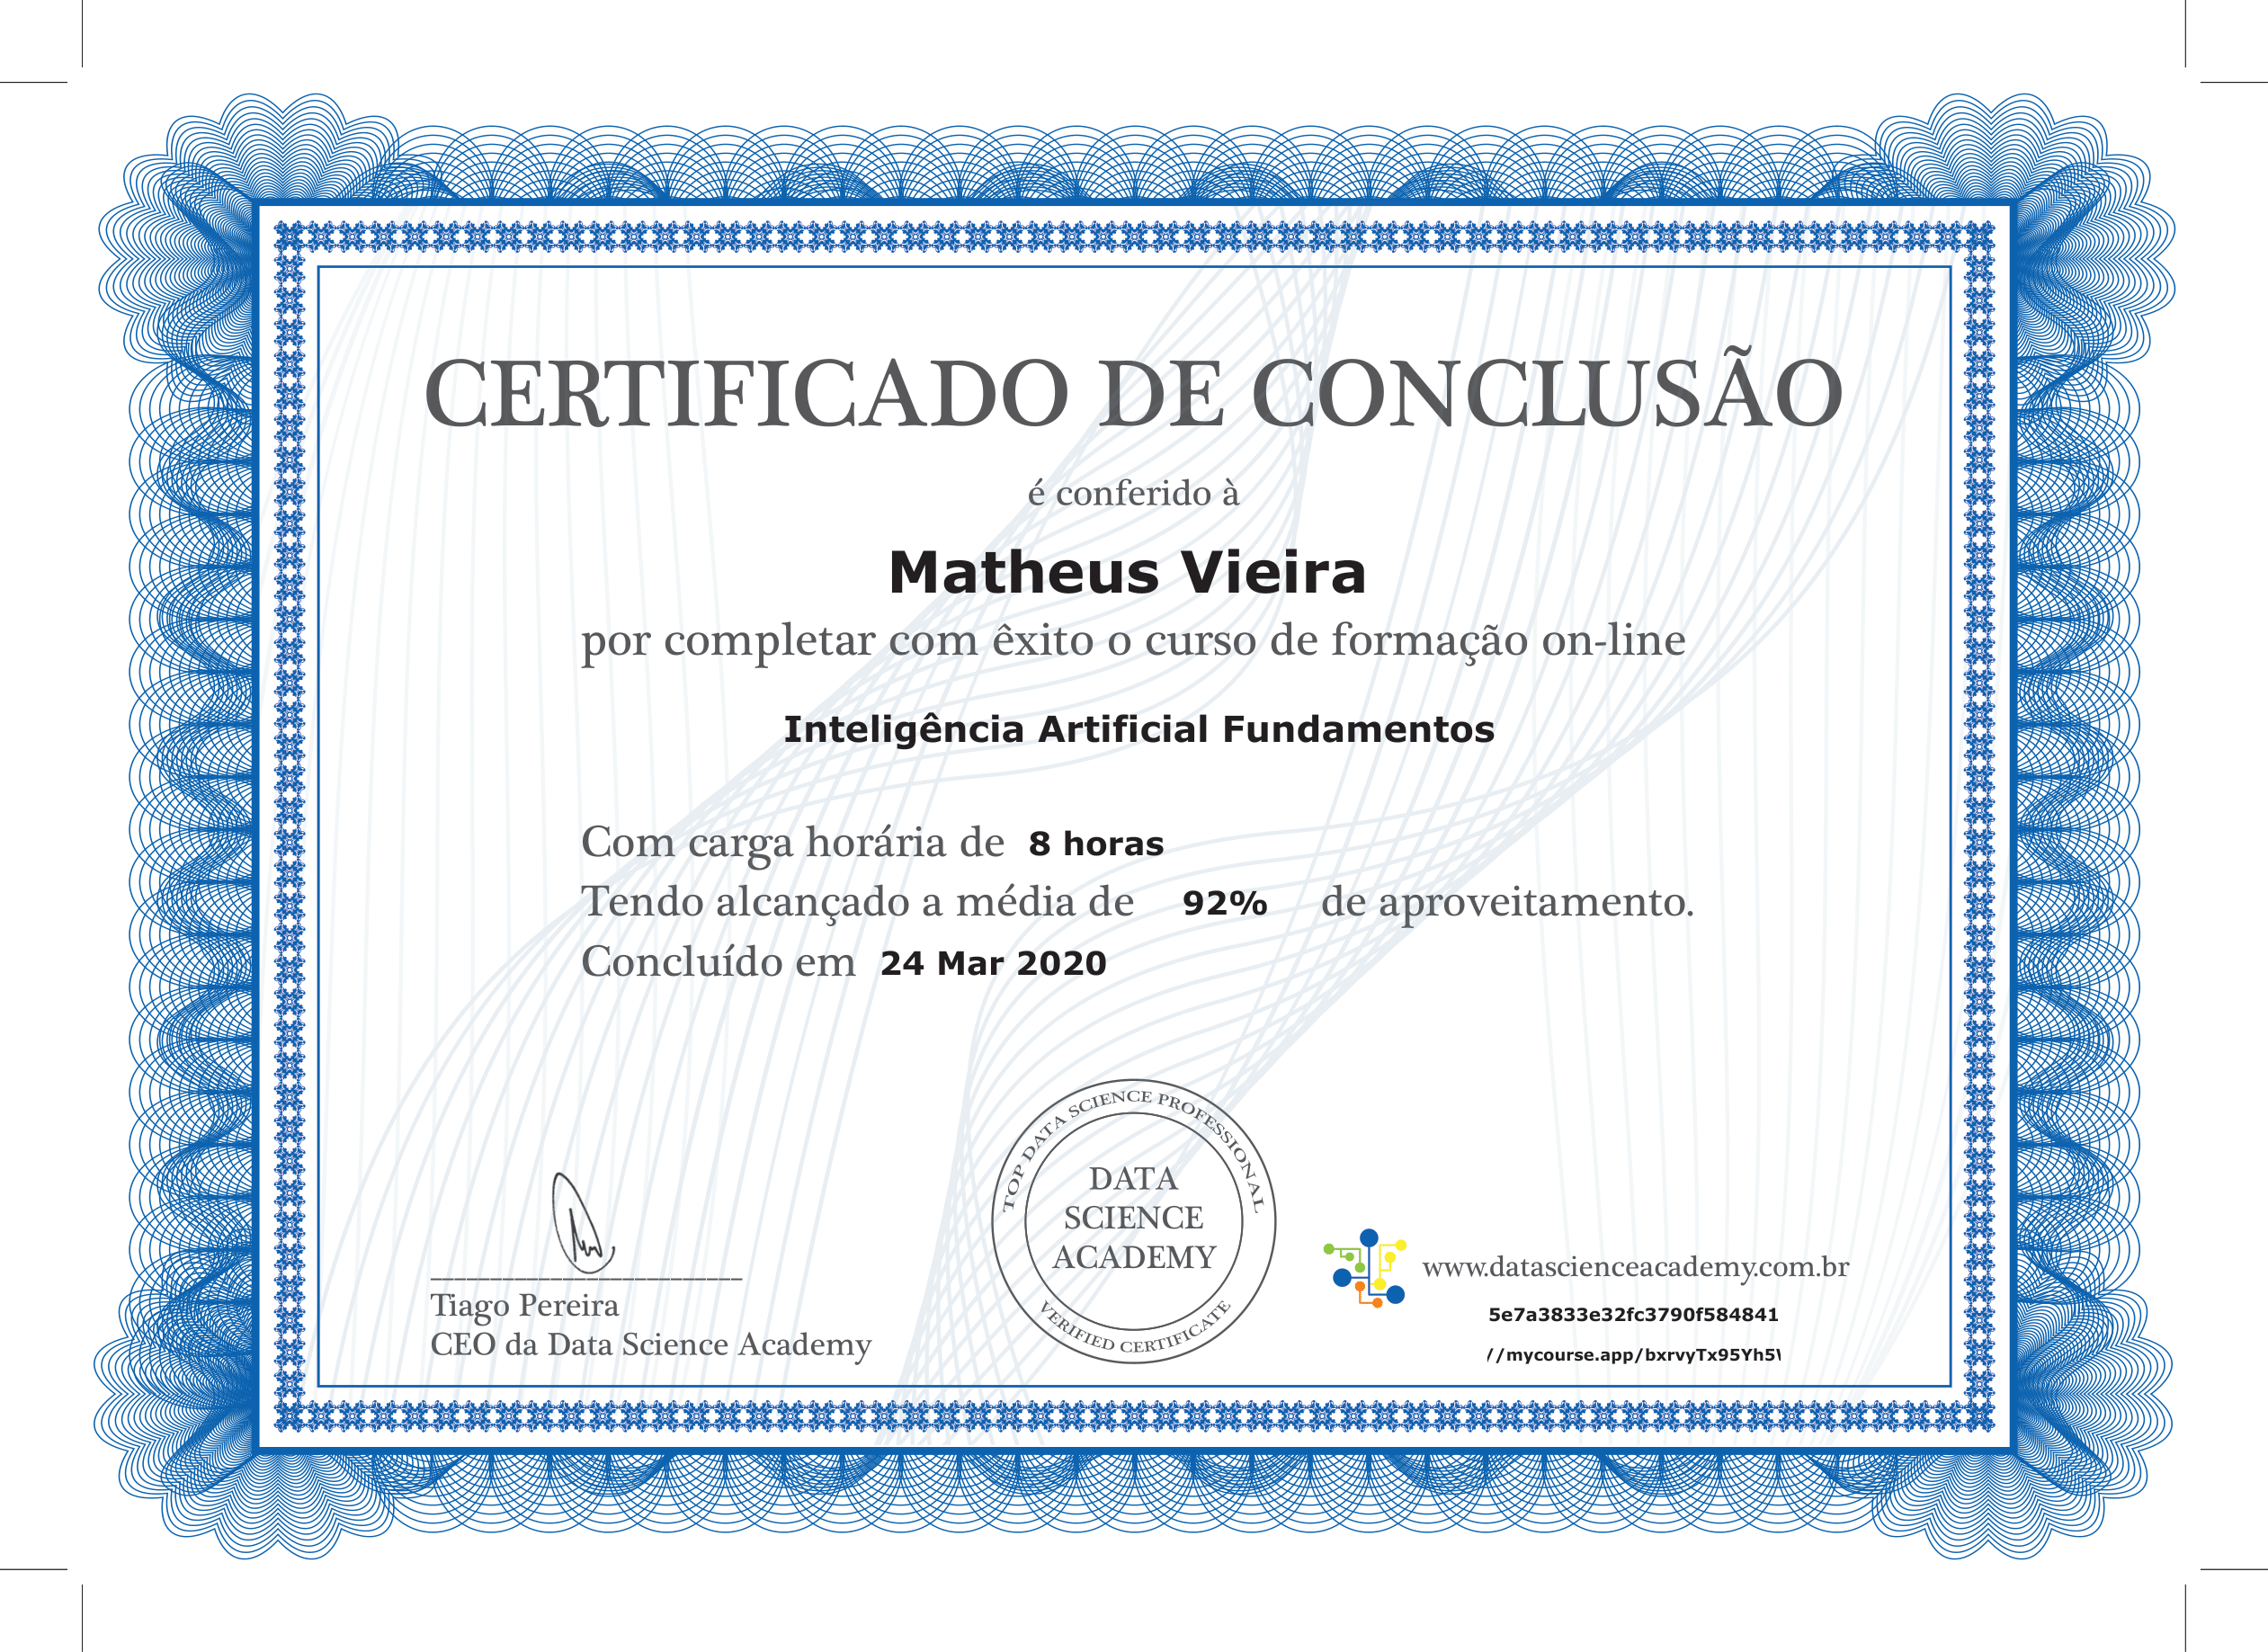 CERTIFICADO DE CONCLUSÃO
é conferido à
Matheus Vieira
por completar com êxito o curso de formação on-line
Inteligência Artificial Fundamentos
Com carga horária de 8 horas
Tendo alcançado a média de 92% de aproveitamento.
Concluído em 24 Mar 2020
Tiago Pereira
CEO da Data Science Academy
TOP DATA SCIENCE PROFESSIONAL
DATA
SCIENCE
ACADEMY
VERIFIED CERTIFICATE
www.datascienceacademy.com.br
5e7a3833e32fc3790f584841
//mycourse.app/bxrvyTx95Yh5